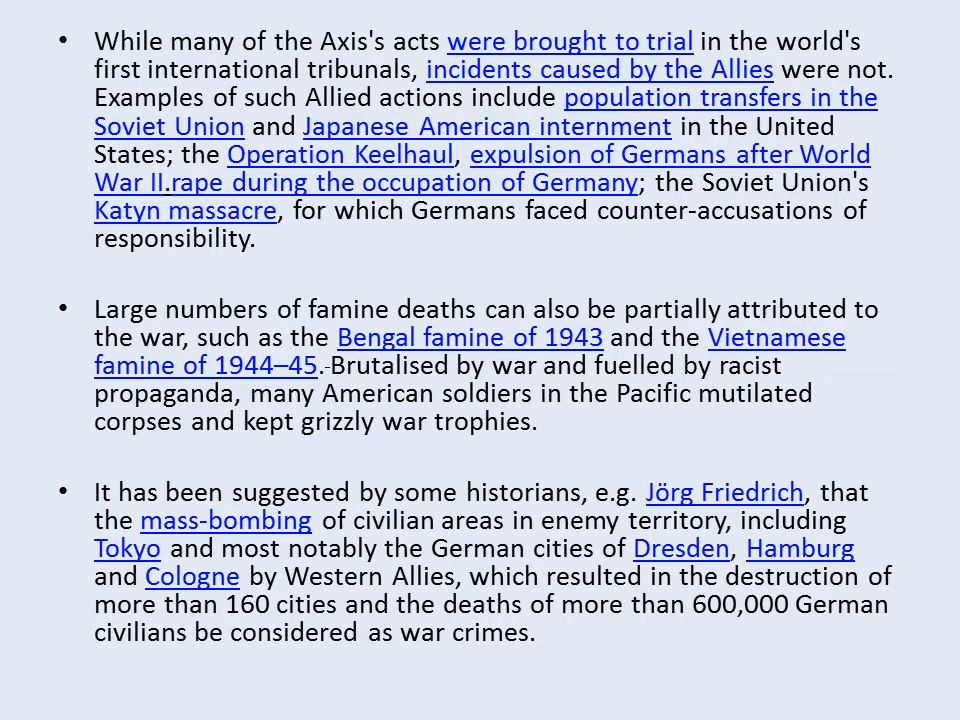 • While many of the Axis's acts were brought to trial in the world's
first international tribunals, incidents caused by the Allies were not.
Examples of such Allied actions include population transfers in the
Soviet Union and Japanese American internment in the United
States; the Operation Keelhaul, expulsion of Germans after World
War II.rape during the occupation of Germany; the Soviet Union's
Katyn massacre, for which Germans faced counter-accusations of
responsibility.
• Large numbers of famine deaths can also be partially attributed to
the war, such as the Bengal famine of 1943 and the Vietnamese
famine of 1944–45. Brutalised by war and fuelled by racist
propaganda, many American soldiers in the Pacific mutilated
corpses and kept grizzly war trophies.
• It has been suggested by some historians, e.g. Jörg Friedrich, that
the mass-bombing of civilian areas in enemy territory, including
Tokyo and most notably the German cities of Dresden, Hamburg
and Cologne by Western Allies, which resulted in the destruction of
more than 160 cities and the deaths of more than 600,000 German
civilians be considered as war crimes.